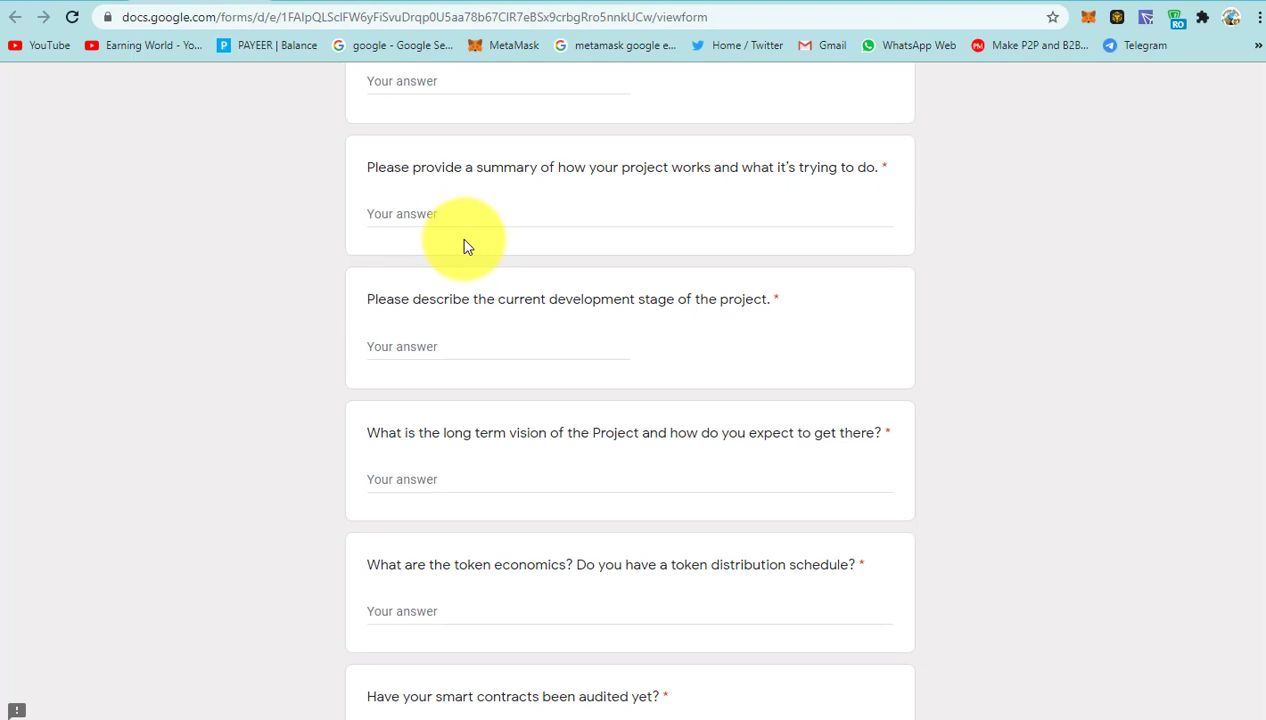 docs.google.com/forms/d/e/1FAIpQLSclFW6yFiSvuDrqp0U5aa78b67CIR7eBSx9crbgRro5nnkUCw/viewform
RO
YouTube
Earning World - Yo...
PAYEER | Balance
google - Google Se...
MetaMask
metamask google e...
Home / Twitter
Gmail
WhatsApp Web
Make P2P and B2B...
Telegram
»
Your answer
Please provide a summary of how your project works and what it’s trying to do. *
Your answer
Please describe the current development stage of the project. *
Your answer
What is the long term vision of the Project and how do you expect to get there? *
Your answer
What are the token economics? Do you have a token distribution schedule? *
Your answer
Have your smart contracts been audited yet? *